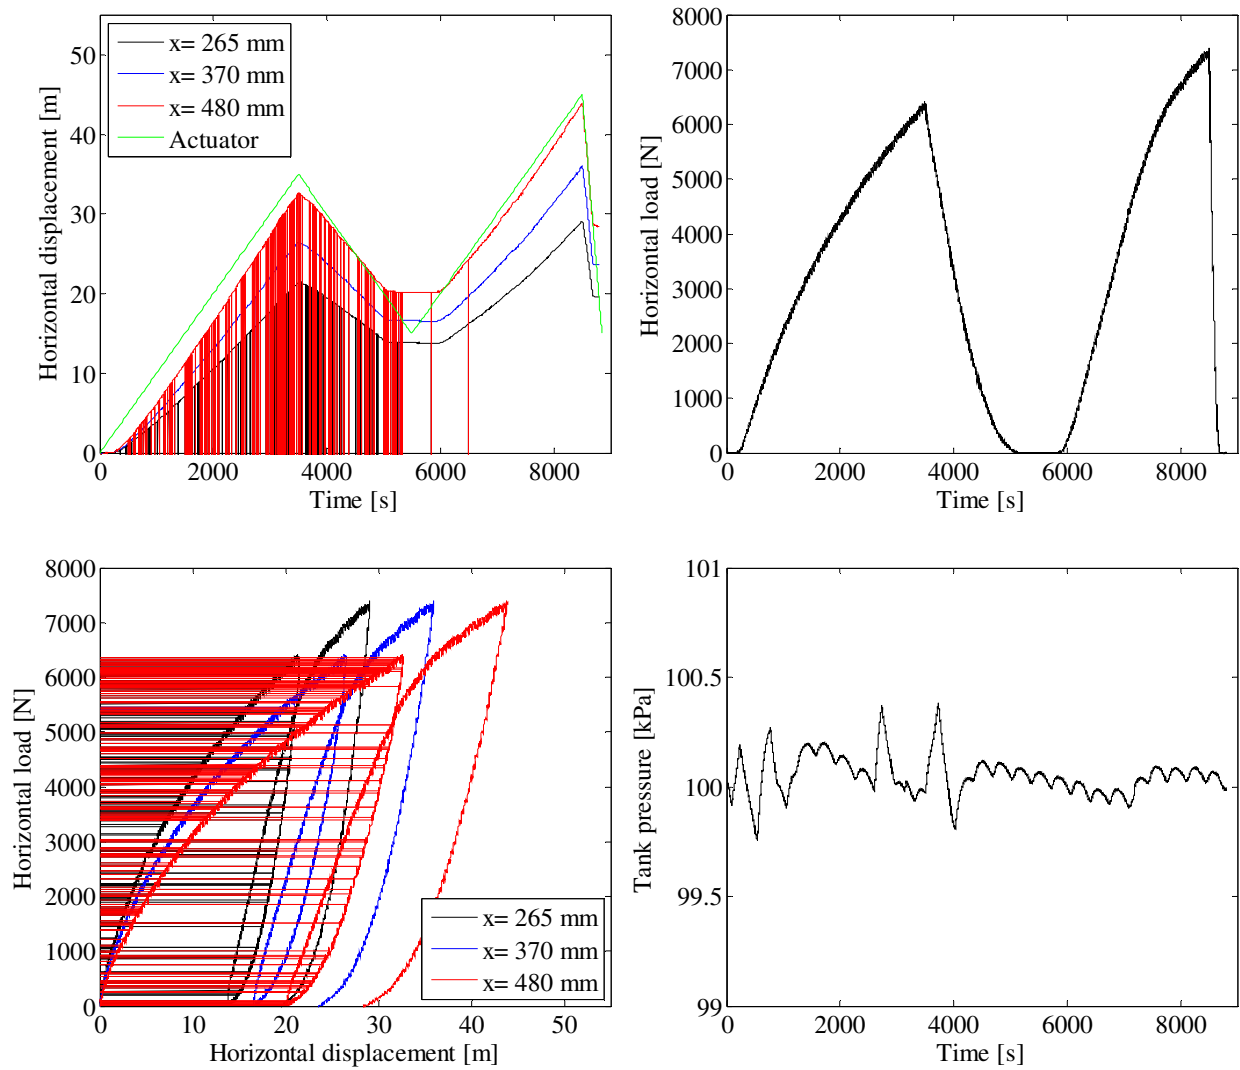 50
40
30
20
10
0
Horizontal displacement [m]
x= 265 mm
x= 370 mm
x= 480 mm
Actuator
0 2000 4000 6000 8000
Time [s]
8000
7000
6000
5000
4000
3000
2000
1000
0
Horizontal load [N]
0 2000 4000 6000 8000
Time [s]
8000
7000
6000
5000
4000
3000
2000
1000
0
Horizontal load [N]
x= 265 mm
x= 370 mm
x= 480 mm
0 10 20 30 40 50
Horizontal displacement [m]
101
100.5
100
99.5
99
Tank pressure [kPa]
0 2000 4000 6000 8000
Time [s]